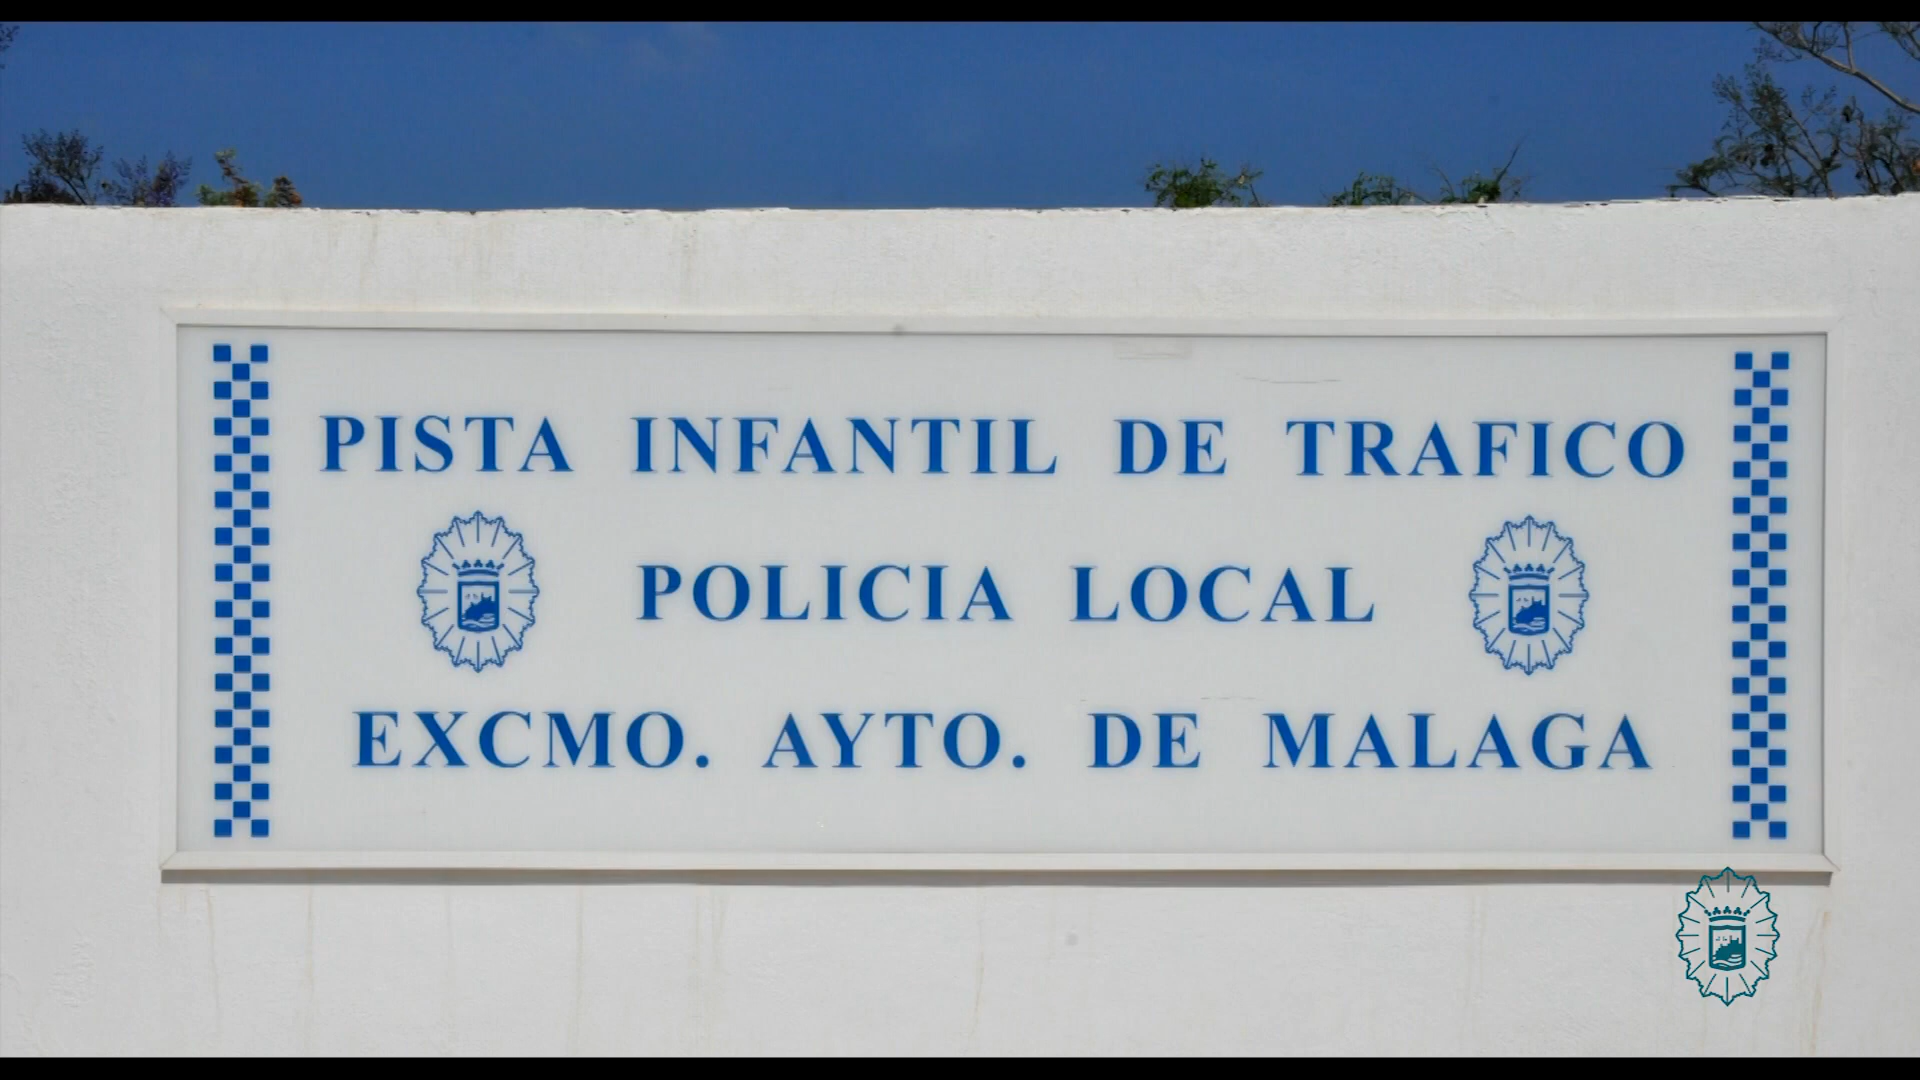 PISTA INFANTIL DE TRAFICO
POLICIA LOCAL
EXCMO. AYTO. DE MALAGA